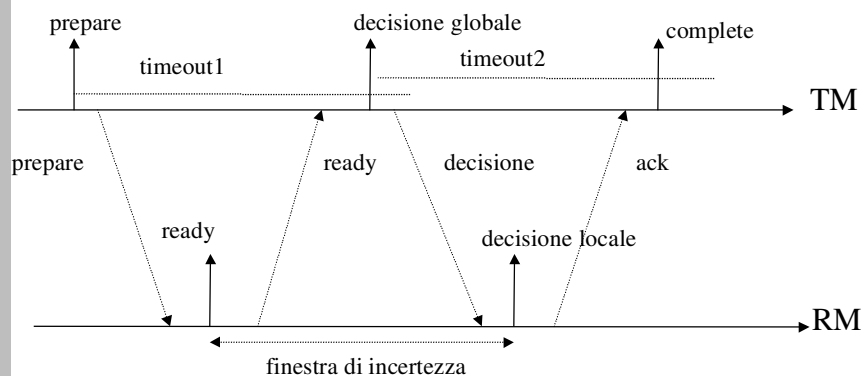 prepare
decisione globale
complete
timeout1
timeout2
TM
prepare
ready
decisione
ack
ready
decisione locale
RM
finestra di incertezza